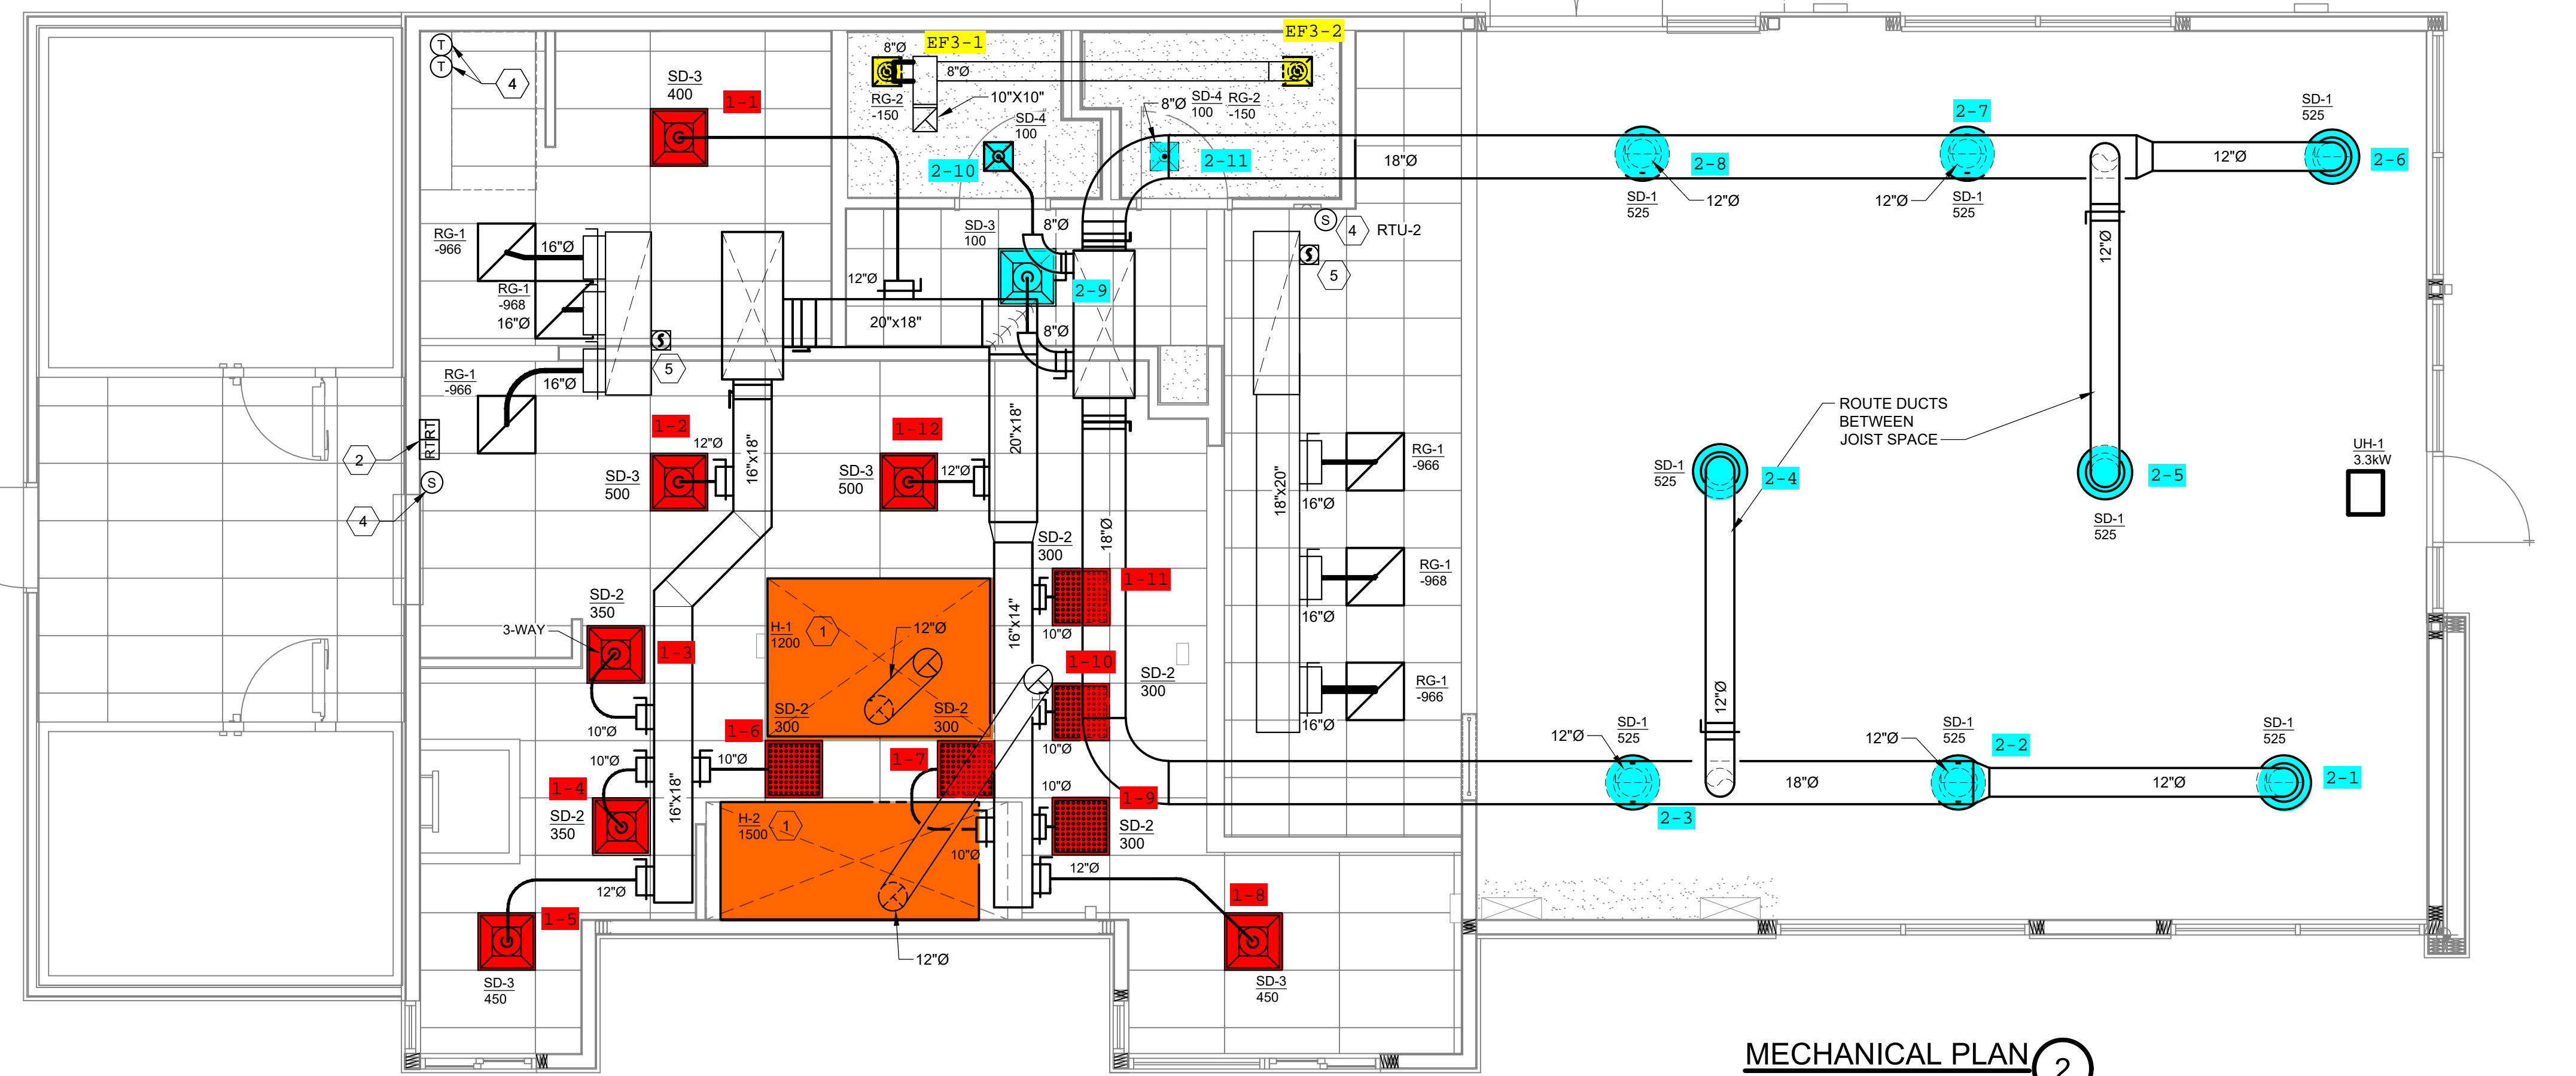 EF3-1
EF3-2
8"Ø
8"Ø
T
T
4
SD-3
400
1-1
RG-2
-150
10"X10"
SD-4
100
8"Ø
SD-4
100
RG-2
-150
2-10
2-11
18"Ø
2-8
SD-1
525
12"Ø
2-7
12"Ø
SD-1
525
SD-1
525
12"Ø
2-6
RG-1
-966
16"Ø
RG-1
-968
16"Ø
RG-1
-966
16"Ø
5
12"Ø
20"x18"
SD-3
100
8"Ø
2-9
8"Ø
S
4
RTU-2
5
12"Ø
ROUTE DUCTS
BETWEEN
JOIST SPACE
2
RTRT
S
4
1-2
12"Ø
SD-3
500
16"x18"
1-12
SD-3
500
12"Ø
20"x18"
18"Ø
18"x20"
RG-1
-966
16"Ø
RG-1
-968
16"Ø
RG-1
-966
16"Ø
SD-1
525
2-4
2-5
SD-1
525
UH-1
3.3kW
12"Ø
SD-2
350
3-WAY
1-3
10"Ø
H-1
1200
1
12"Ø
SD-2
300
16"x14"
1-11
10"Ø
1-10
SD-2
300
10"Ø
SD-2
300
SD-2
300
1-6
10"Ø
1-7
10"Ø
10"Ø
1-4
SD-2
350
16"x18"
H-2
1500
1
10"Ø
1-9
SD-2
300
12"Ø
12"Ø
1-5
SD-3
450
12"Ø
1-8
SD-3
450
12"Ø
SD-1
525
2-3
18"Ø
12"Ø
SD-1
525
2-2
12"Ø
SD-1
525
2-1
MECHANICAL PLAN
2